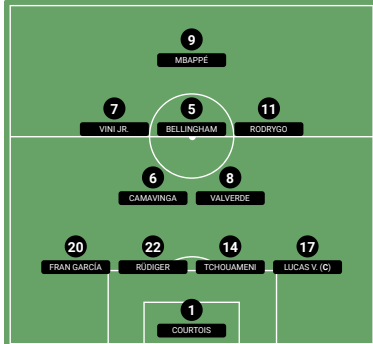 9
MBAPPÉ
7 5 11
VINI JR. BELLINGHAM RODRYGO
6 8
CAMAVINGA VALVERDE
20 22 14 17
FRAN GARCÍA RÜDIGER TCHOUAMENI LUCAS V. (C)
1
COURTOIS